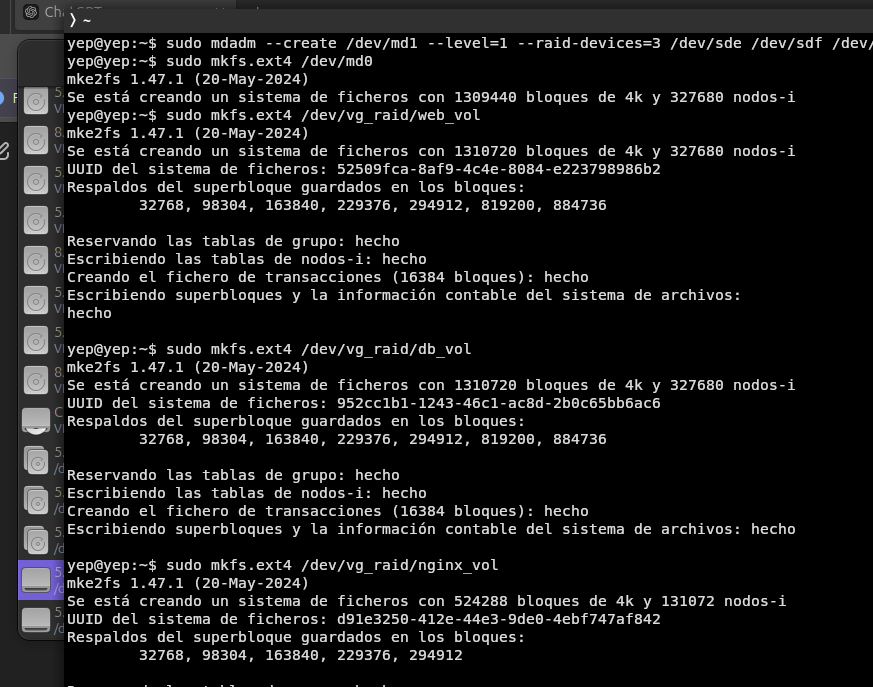 ❭ ~
yep@yep:~$ sudo mdadm --create /dev/md1 --level=1 --raid-devices=3 /dev/sde /dev/sdf /dev/
yep@yep:~$ sudo mkfs.ext4 /dev/md0
mke2fs 1.47.1 (20-May-2024)
Se está creando un sistema de ficheros con 1309440 bloques de 4k y 327680 nodos-i
yep@yep:~$ sudo mkfs.ext4 /dev/vg_raid/web_vol
mke2fs 1.47.1 (20-May-2024)
Se está creando un sistema de ficheros con 1310720 bloques de 4k y 327680 nodos-i
UUID del sistema de ficheros: 52509fca-8af9-4c4e-8084-e223798986b2
Respaldos del superbloque guardados en los bloques:
32768, 98304, 163840, 229376, 294912, 819200, 884736
Reservando las tablas de grupo: hecho
Escribiendo las tablas de nodos-i: hecho
Creando el fichero de transacciones (16384 bloques): hecho
Escribiendo superbloques y la información contable del sistema de archivos:
hecho
yep@yep:~$ sudo mkfs.ext4 /dev/vg_raid/db_vol
mke2fs 1.47.1 (20-May-2024)
Se está creando un sistema de ficheros con 1310720 bloques de 4k y 327680 nodos-i
UUID del sistema de ficheros: 952cc1b1-1243-46c1-ac8d-2b0c65bb6ac6
Respaldos del superbloque guardados en los bloques:
32768, 98304, 163840, 229376, 294912, 819200, 884736
Reservando las tablas de grupo: hecho
Escribiendo las tablas de nodos-i: hecho
Creando el fichero de transacciones (16384 bloques): hecho
Escribiendo superbloques y la información contable del sistema de archivos: hecho
yep@yep:~$ sudo mkfs.ext4 /dev/vg_raid/nginx_vol
mke2fs 1.47.1 (20-May-2024)
Se está creando un sistema de ficheros con 524288 bloques de 4k y 131072 nodos-i
UUID del sistema de ficheros: d91e3250-412e-44e3-9de0-4ebf747af842
Respaldos del superbloque guardados en los bloques:
32768, 98304, 163840, 229376, 294912